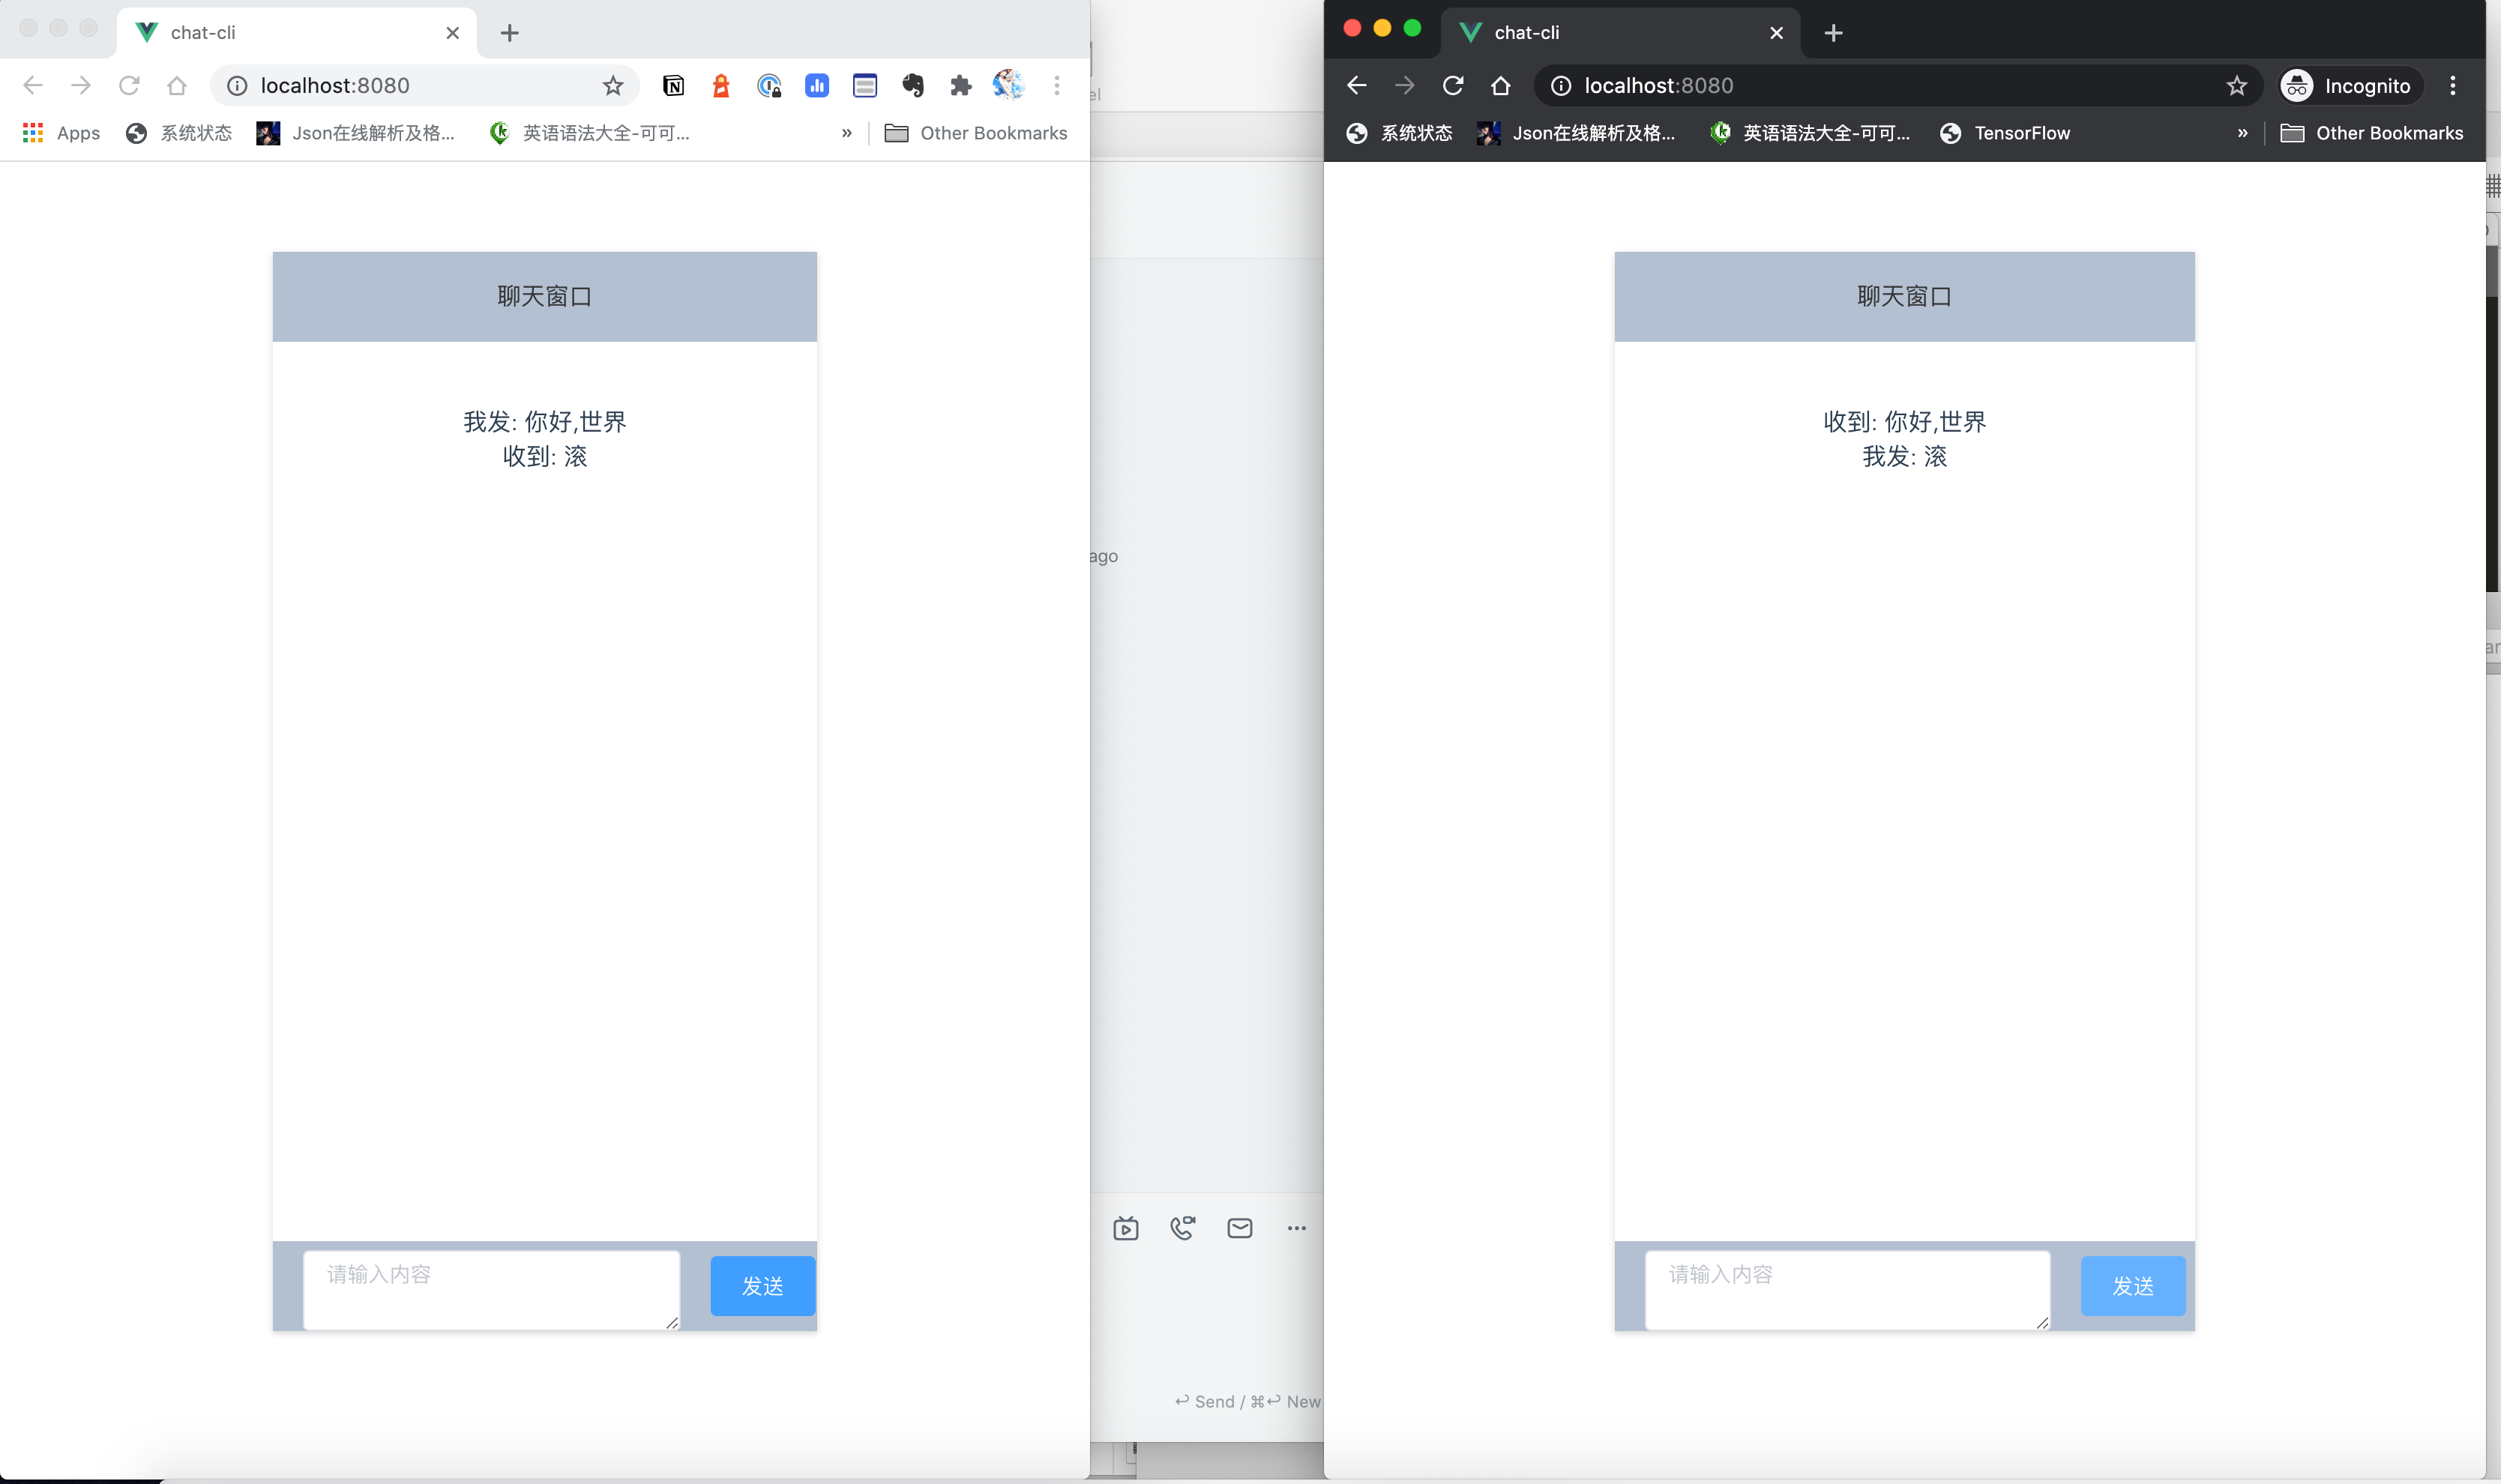 chat-cli
localhost:8080
Apps
系统状态
Json在线解析及格...
英语语法大全-可可...
»
Other Bookmarks
聊天窗口
我发: 你好,世界
收到: 滚
请输入内容
发送
ago
Send / ⌘↩ New
chat-cli
localhost:8080
Incognito
系统状态
Json在线解析及格...
英语语法大全-可可...
TensorFlow
»
Other Bookmarks
聊天窗口
收到: 你好,世界
我发: 滚
请输入内容
发送